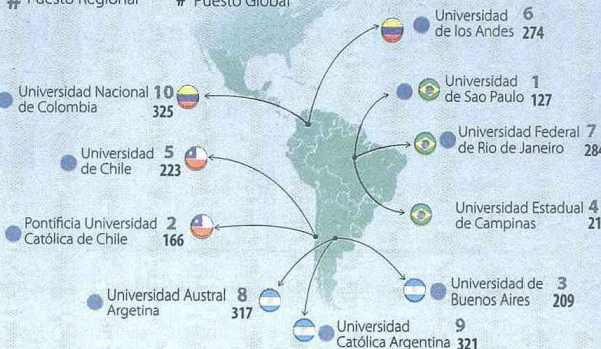 # Puesto Regional # Puesto Global
Universidad 6
de los Andes 274
Universidad Nacional 10
de Colombia 325
Universidad 1
de Sao Paulo 127
Universidad Federal 7
de Rio de Janeiro 284
Universidad 5
de Chile 223
Universidad Estadual 4
de Campinas 21
Pontificia Universidad 2
Católica de Chile 166
Universidad Austral 8
Argetina 317
Universidad de 3
Buenos Aires 209
Universidad 9
Católica Argentina 321